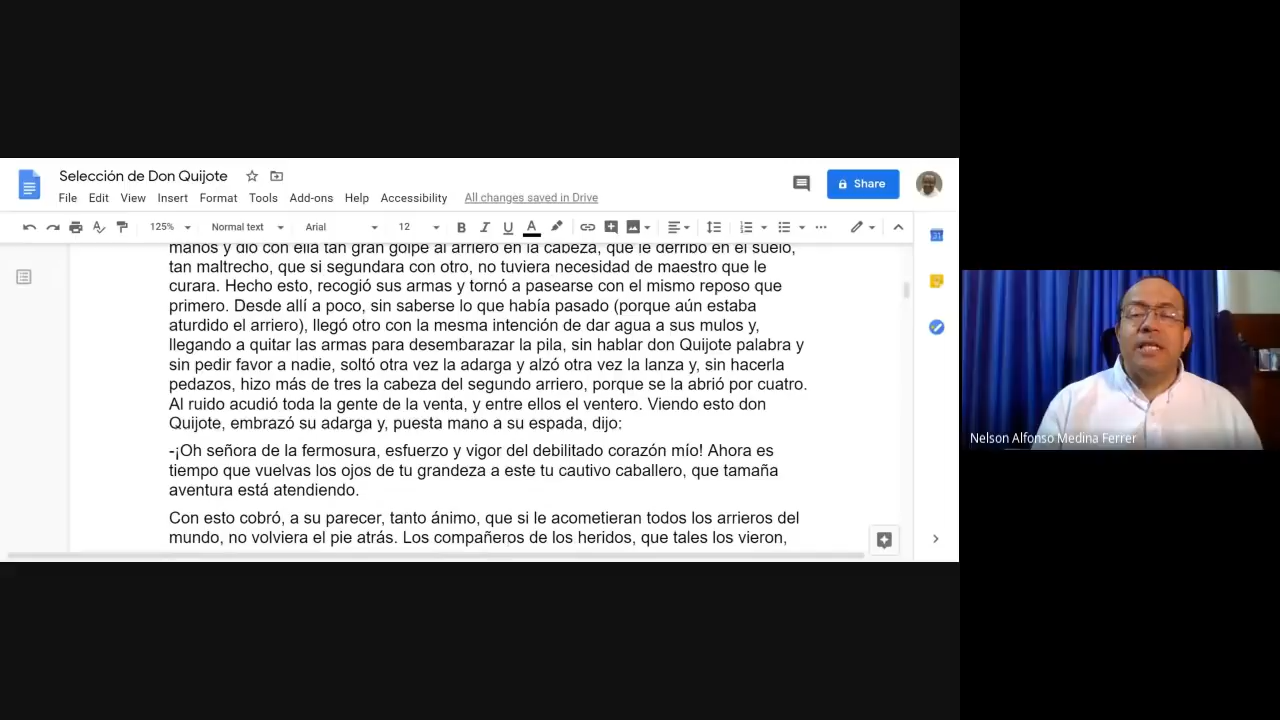 Selección de Don Quijote
File Edit View Insert Format Tools Add-ons Help Accessibility All changes saved in Drive
Share
125% Normal text Arial 12 B I U A
manos y dio con ella tan gran golpe al arriero en la cabeza, que le derribó en el suelo,
tan maltrecho, que si segundara con otro, no tuviera necesidad de maestro que le
curara. Hecho esto, recogió sus armas y tornó a pasearse con el mismo reposo que
primero. Desde allí a poco, sin saberse lo que había pasado (porque aún estaba
aturdido el arriero), llegó otro con la mesma intención de dar agua a sus mulos y,
llegando a quitar las armas para desembarazar la pila, sin hablar don Quijote palabra y
sin pedir favor a nadie, soltó otra vez la adarga y alzó otra vez la lanza y, sin hacerla
pedazos, hizo más de tres la cabeza del segundo arriero, porque se la abrió por cuatro.
Al ruido acudió toda la gente de la venta, y entre ellos el ventero. Viendo esto don
Quijote, embrazó su adarga y, puesta mano a su espada, dijo:
-¡Oh señora de la fermosura, esfuerzo y vigor del debilitado corazón mío! Ahora es
tiempo que vuelvas los ojos de tu grandeza a este tu cautivo caballero, que tamaña
aventura está atendiendo.
Con esto cobró, a su parecer, tanto ánimo, que si le acometieran todos los arrieros del
mundo, no volviera el pie atrás. Los compañeros de los heridos, que tales los vieron,
31
Nelson Alfonso Medina Ferrer